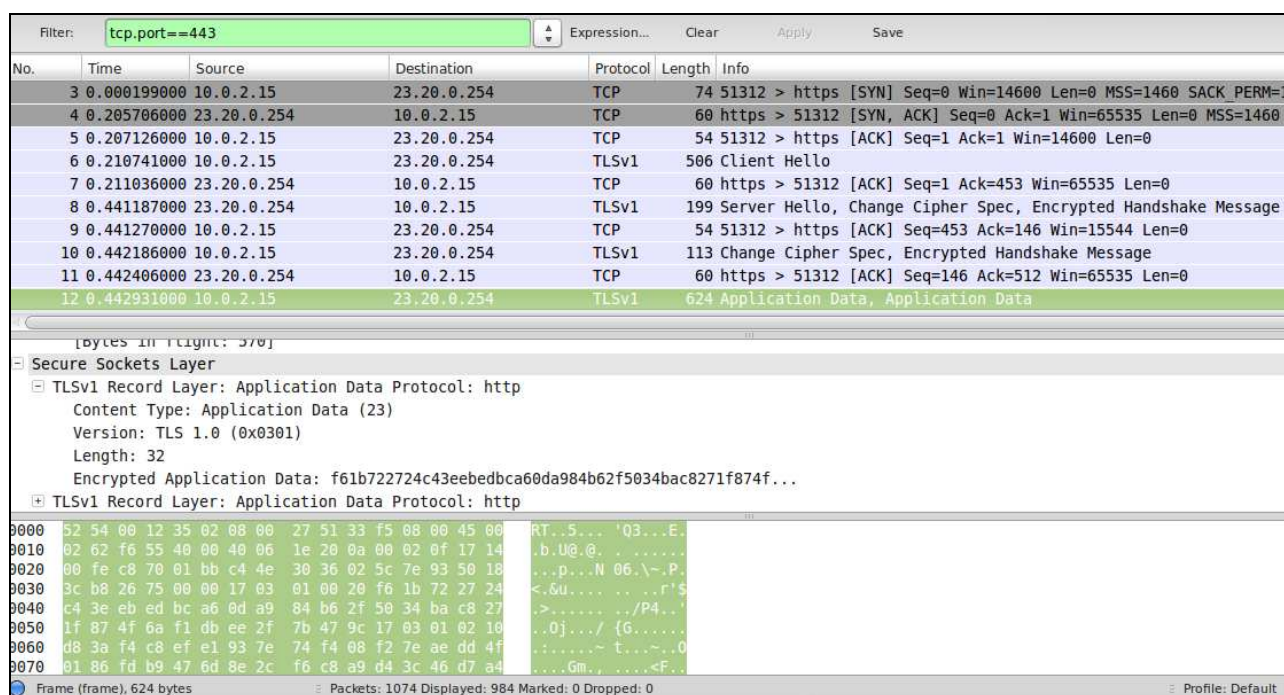 Filter: tcp.port==443 Expression... Clear Apply Save
No. Time Source Destination Protocol Length Info
3 0.000199000 10.0.2.15 23.20.0.254 TCP 74 51312 > https [SYN] Seq=0 Win=14600 Len=0 MSS=1460 SACK_PERM=1
4 0.205706000 23.20.0.254 10.0.2.15 TCP 60 https > 51312 [SYN, ACK] Seq=0 Ack=1 Win=65535 Len=0 MSS=1460
5 0.207126000 10.0.2.15 23.20.0.254 TCP 54 51312 > https [ACK] Seq=1 Ack=1 Win=14600 Len=0
6 0.210741000 10.0.2.15 23.20.0.254 TLSv1 506 Client Hello
7 0.211036000 23.20.0.254 10.0.2.15 TCP 60 https > 51312 [ACK] Seq=1 Ack=453 Win=65535 Len=0
8 0.441187000 23.20.0.254 10.0.2.15 TLSv1 199 Server Hello, Change Cipher Spec, Encrypted Handshake Message
9 0.441270000 10.0.2.15 23.20.0.254 TCP 54 51312 > https [ACK] Seq=453 Ack=146 Win=15544 Len=0
10 0.442186000 10.0.2.15 23.20.0.254 TLSv1 113 Change Cipher Spec, Encrypted Handshake Message
11 0.442406000 23.20.0.254 10.0.2.15 TCP 60 https > 51312 [ACK] Seq=146 Ack=512 Win=65535 Len=0
12 0.442931000 10.0.2.15 23.20.0.254 TLSv1 624 Application Data, Application Data
[Bytes in flight: 570]
Secure Sockets Layer
TLSv1 Record Layer: Application Data Protocol: http
Content Type: Application Data (23)
Version: TLS 1.0 (0x0301)
Length: 32
Encrypted Application Data: f61b722724c43eebedbca60da984b62f5034bac8271f874f...
TLSv1 Record Layer: Application Data Protocol: http
0000 52 54 00 12 35 02 08 00 27 51 33 f5 08 00 45 00 RT..5... 'Q3...E.
0010 02 62 f6 55 40 00 40 06 1e 20 0a 00 02 0f 17 14 .b.U@.@. . ......
0020 00 fe c8 70 01 bb c4 4e 30 36 02 5c 7e 93 50 18 ...p...N 06.\~.P.
0030 3c b8 26 75 00 00 17 03 01 00 20 f6 1b 72 27 24 <.&u.... .. ..r'$
0040 c4 3e eb ed bc a6 0d a9 84 b6 2f 50 34 ba c8 27 .>...... ../P4..'
0050 1f 87 4f 6a f1 db ee 2f 7b 47 9c 17 03 01 02 10 ..Oj.../ {G......
0060 d8 3a f4 c8 ef e1 93 7e 74 f4 08 f2 7e ae dd 4f .:.....~ t...~..O
0070 01 86 fd b9 47 6d 8e 2c f6 c8 a9 d4 3c 46 d7 a4 ....Gm., ....<F..
Frame (frame), 624 bytes Packets: 1074 Displayed: 984 Marked: 0 Dropped: 0 Profile: Default